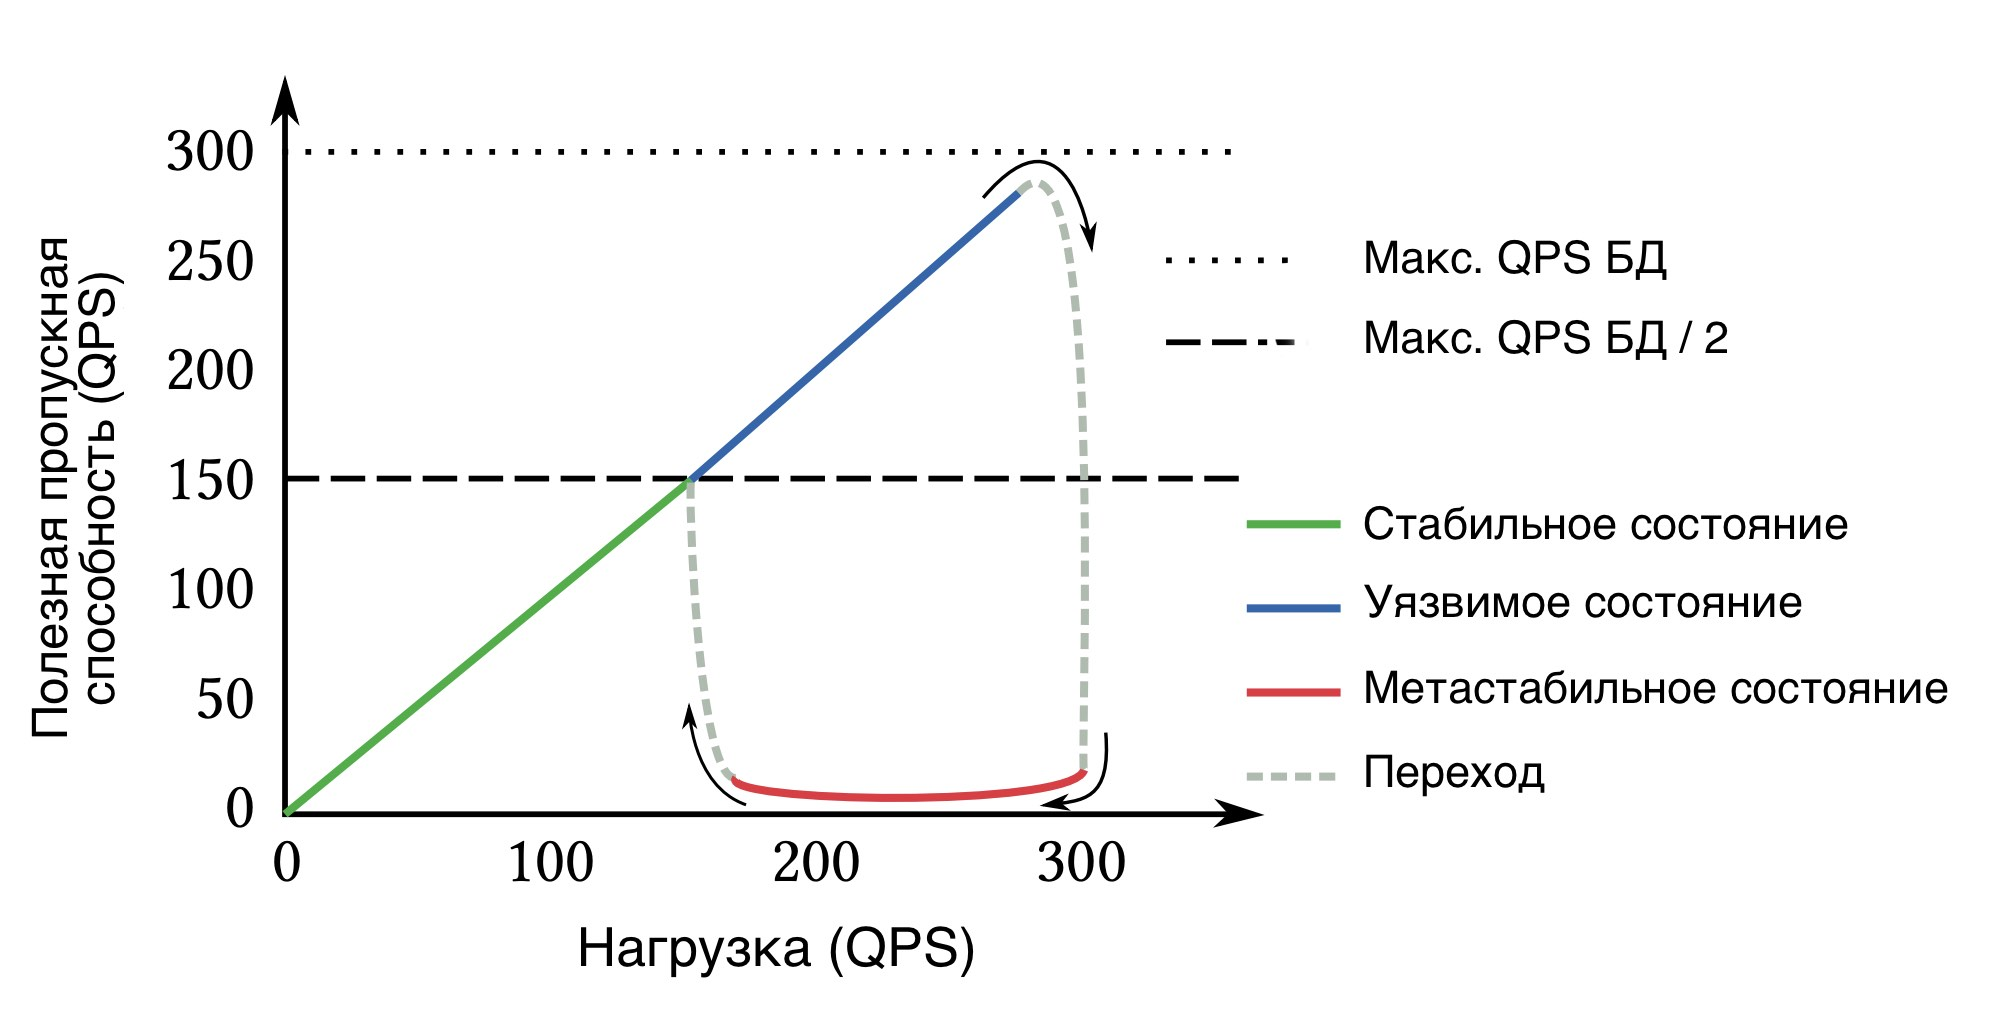 Полезная пропускная
способность (QPS)
300
250
200
150
100
50
0
0
100
200
300
Нагрузка (QPS)
Макс. QPS БД
Макс. QPS БД / 2
Стабильное состояние
Уязвимое состояние
Метастабильное состояние
Переход